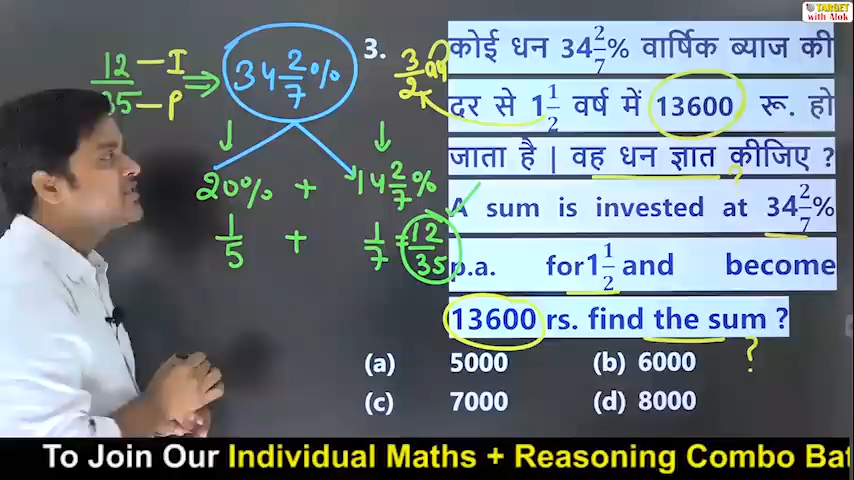 TARGET
with Alok
3. कोई धन 34 2/7% वार्षिक ब्याज की
दर से 1 1/2 वर्ष में 13600 रू. हो
जाता है | वह धन ज्ञात कीजिए ?
A sum is invested at 34 2/7%
p.a. for1 1/2 and become
13600 rs. find the sum ?
?
?
(a) 5000 (b) 6000
(c) 7000 (d) 8000
12/35 — I — P ⇒ 34 2/7%
3/2
20% + 14 2/7%
1/5 + 1/7 = 12/35
To Join Our Individual Maths + Reasoning Combo Bat